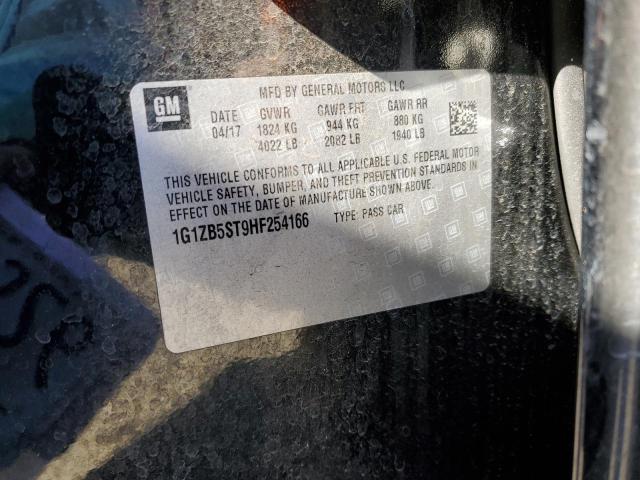 MFD BY GENERAL MOTORS LLC
GM
DATE GVWR GAWR FRT GAWR RR
04/17 1824 KG 944 KG 880 KG
4022 LB 2082 LB 1940 LB
THIS VEHICLE CONFORMS TO ALL APPLICABLE U.S. FEDERAL MOTOR
VEHICLE SAFETY, BUMPER, AND THEFT PREVENTION STANDARDS IN
EFFECT ON THE DATE OF MANUFACTURE SHOWN ABOVE.
1G1ZB5ST9HF254166 TYPE: PASS CAR